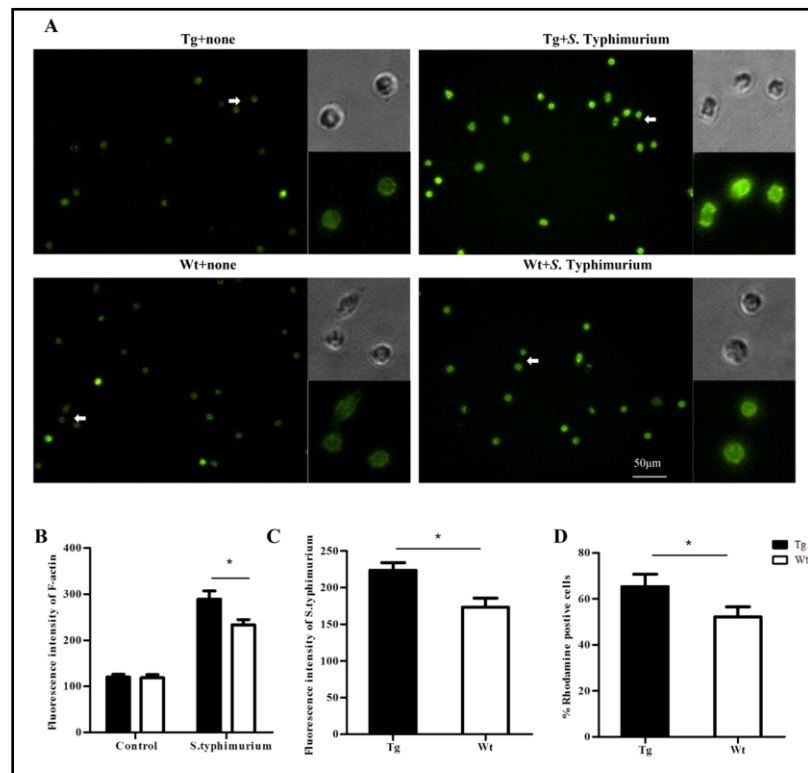 A
Tg+none
Tg+S. Typhimurium
Wt+none
Wt+S. Typhimurium
50μm
B
Fluorescence intensity of F-actin
400
300
200
100
0
*
Control
S.typhimurium
C
Fluorescence intensity of S.typhimurium
250
200
150
100
50
0
*
Tg
Wt
D
% Rhodamine postive cells
80
60
40
20
0
*
Tg
Wt
Tg
Wt